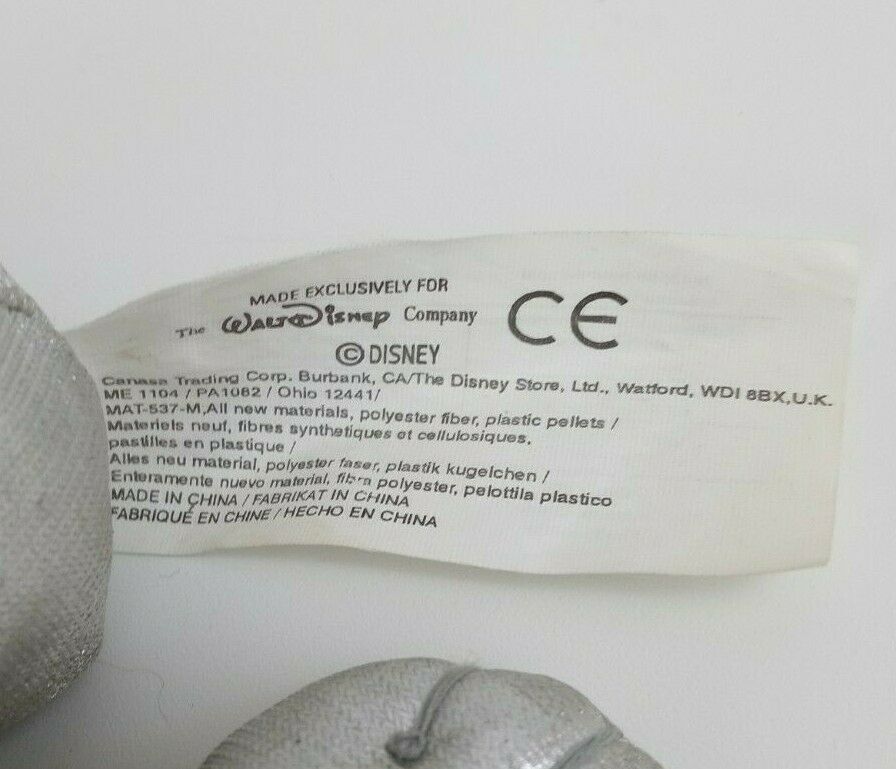 MADE EXCLUSIVELY FOR
The WALT DISNEY Company
CE
© DISNEY
Canasa Trading Corp. Burbank, CA/The Disney Store, Ltd., Watford, WDI 8BX,U.K.
ME 1104 / PA1082 / Ohio 12441/
MAT-537-M,All new materials, polyester fiber, plastic pellets /
Materiels neuf, fibres synthetiques et cellulosiques,
pastilles en plastique /
Alles neu material, polyester faser, plastik kugelchen /
Enteramente nuevo material, fibra polyester, pelottila plastico
MADE IN CHINA / FABRIKAT IN CHINA
FABRIQUÉ EN CHINE / HECHO EN CHINA